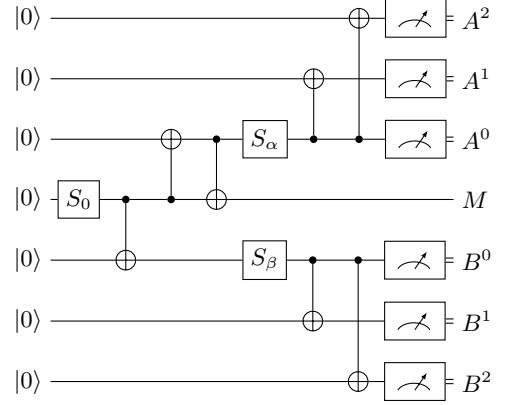 |0⟩ A²
|0⟩ A¹
|0⟩ S_α A⁰
|0⟩ S₀ M
|0⟩ S_β B⁰
|0⟩ B¹
|0⟩ B²